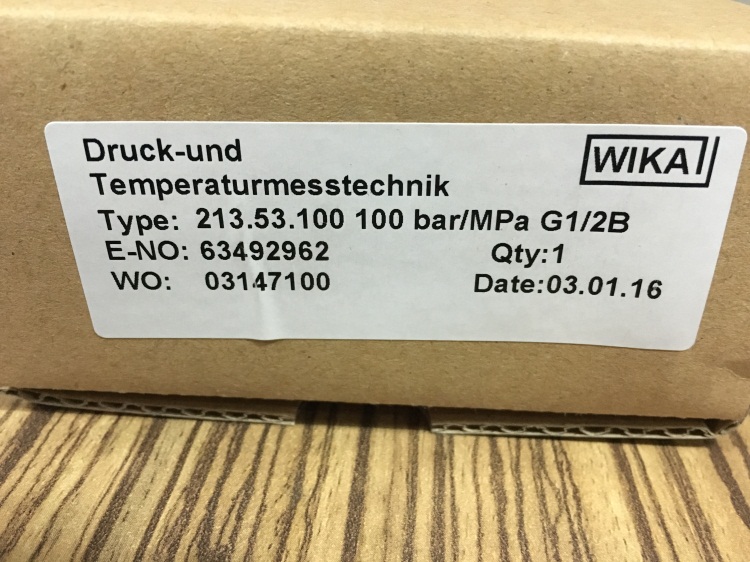 Druck-und
WIKA
Temperaturmesstechnik
Type: 213.53.100 100 bar/MPa G1/2B
E-NO: 63492962 Qty:1
WO: 03147100 Date:03.01.16